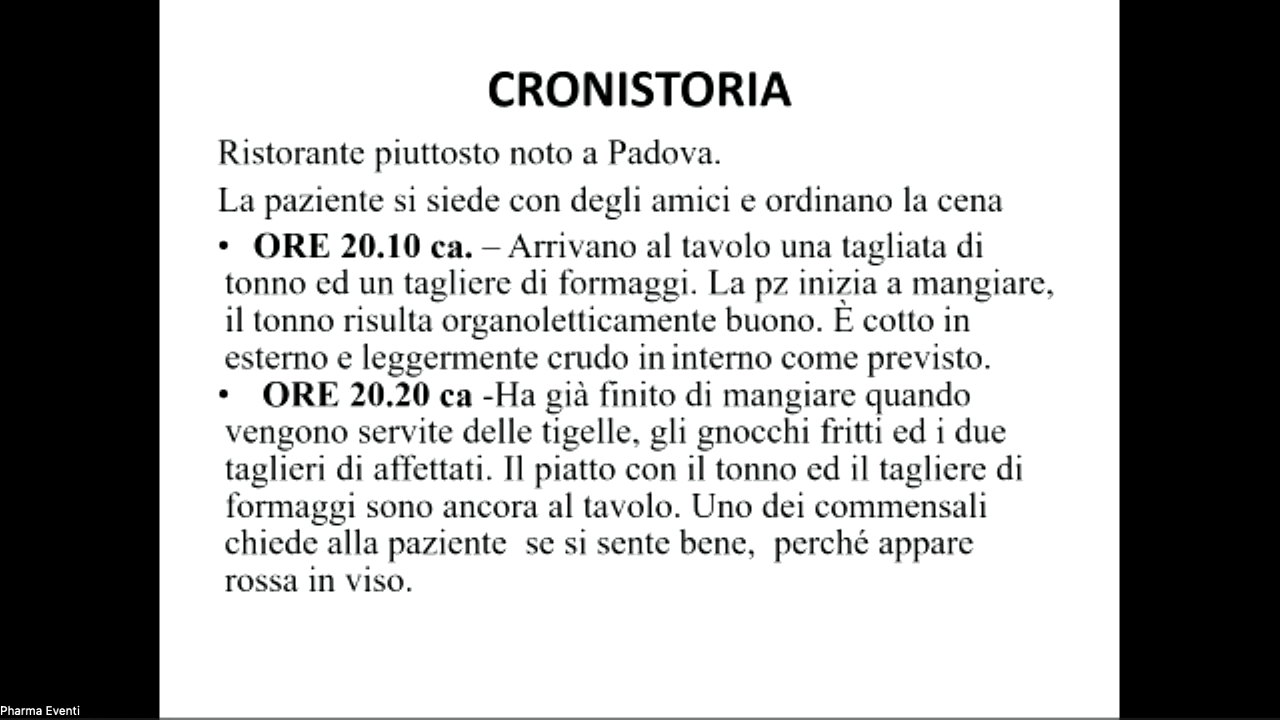 CRONISTORIA
Ristorante piuttosto noto a Padova.
La paziente si siede con degli amici e ordinano la cena
• ORE 20.10 ca. – Arrivano al tavolo una tagliata di
tonno ed un tagliere di formaggi. La pz inizia a mangiare,
il tonno risulta organoletticamente buono. È cotto in
esterno e leggermente crudo in interno come previsto.
• ORE 20.20 ca -Ha già finito di mangiare quando
vengono servite delle tigelle, gli gnocchi fritti ed i due
taglieri di affettati. Il piatto con il tonno ed il tagliere di
formaggi sono ancora al tavolo. Uno dei commensali
chiede alla paziente se si sente bene, perché appare
rossa in viso.
Pharma Eventi